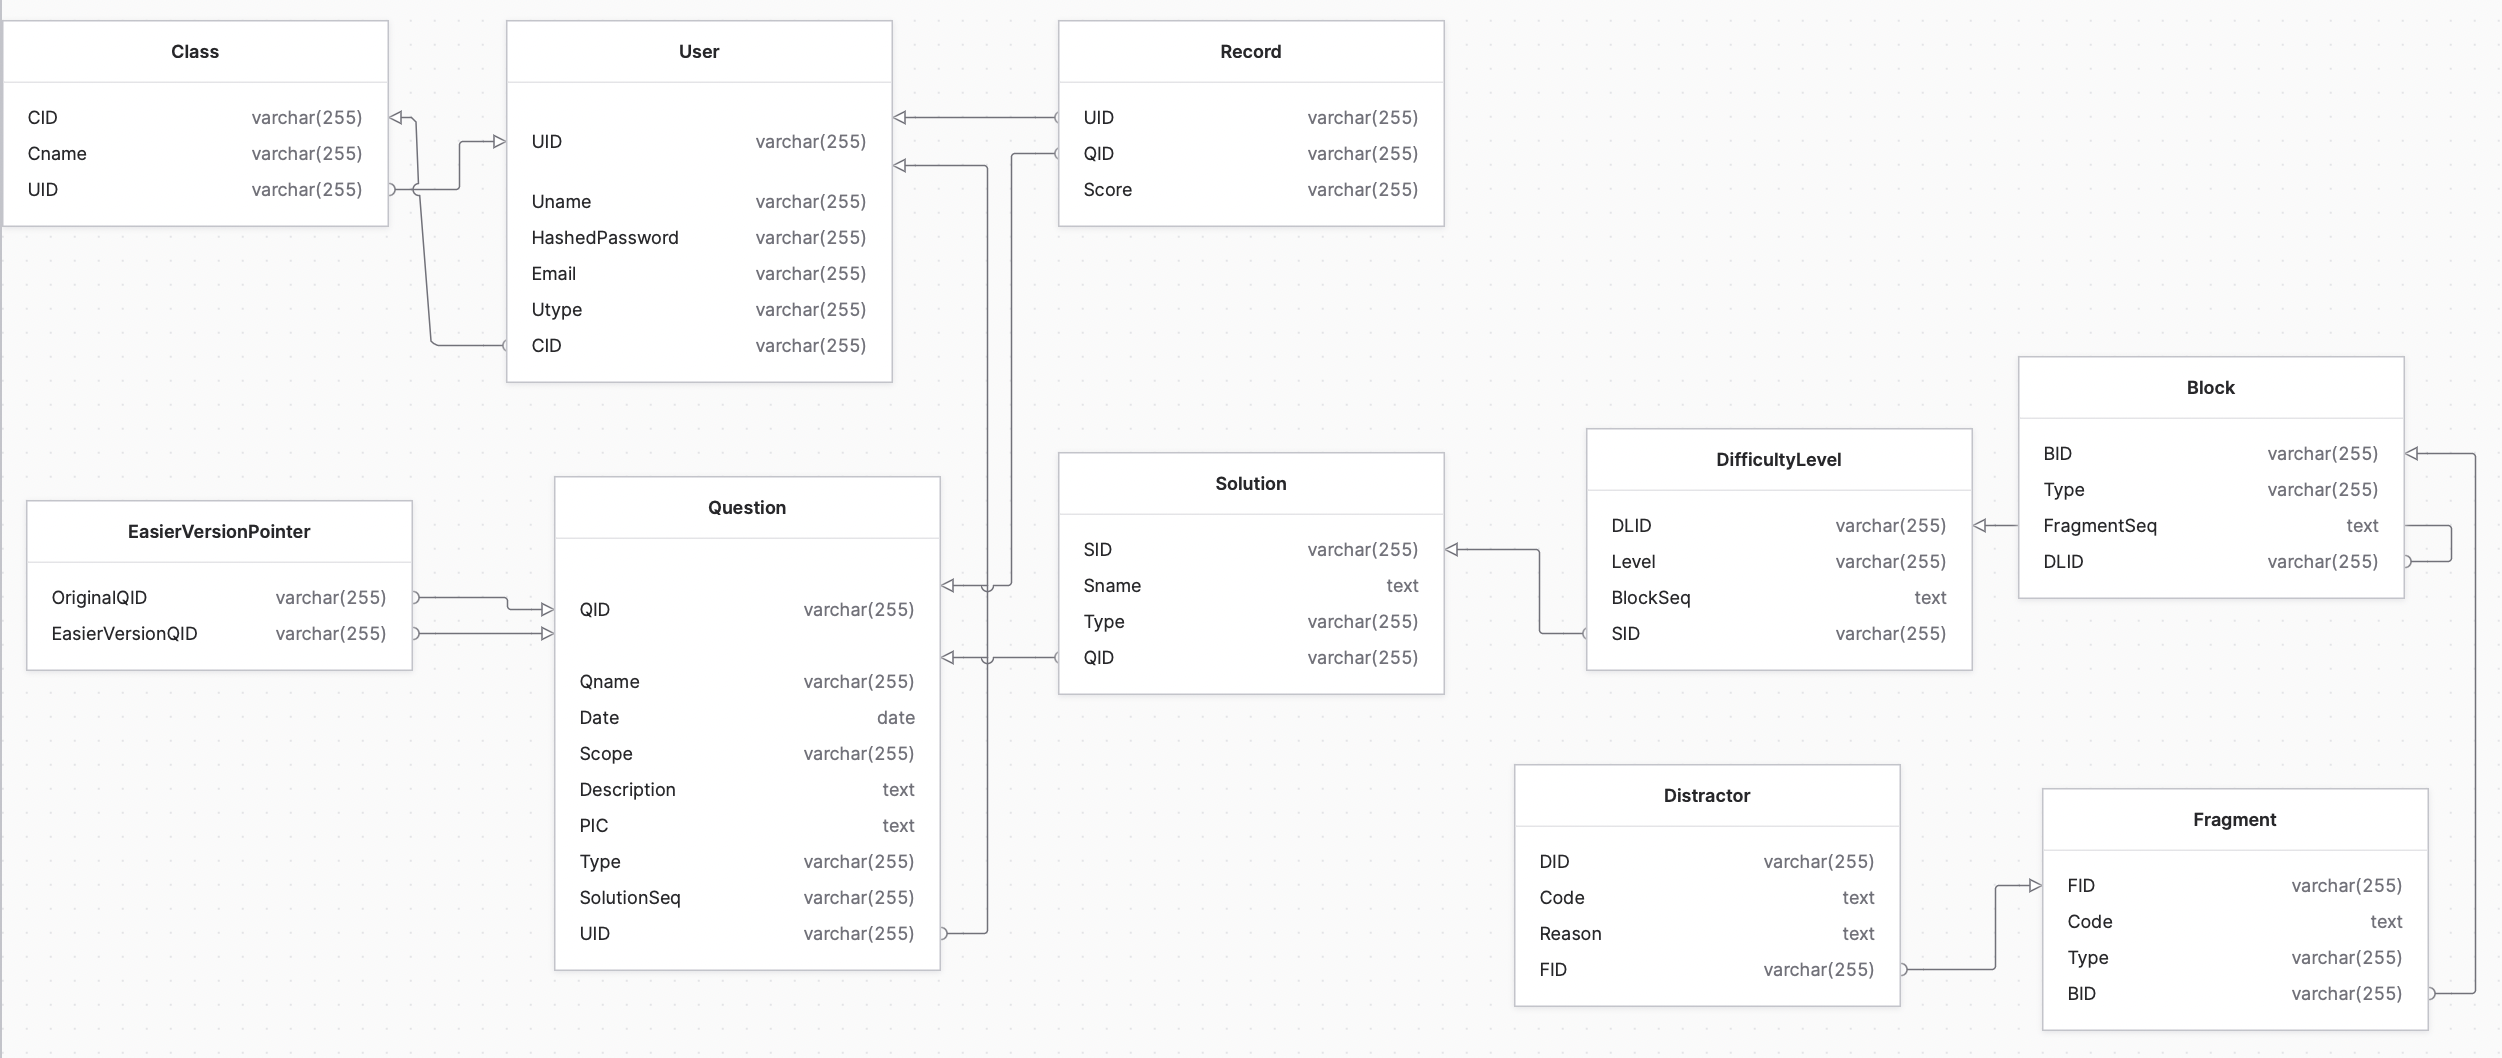 Class
CID varchar(255)
Cname varchar(255)
UID varchar(255)
User
UID varchar(255)
Uname varchar(255)
HashedPassword varchar(255)
Email varchar(255)
Utype varchar(255)
CID varchar(255)
Record
UID varchar(255)
QID varchar(255)
Score varchar(255)
EasierVersionPointer
OriginalQID varchar(255)
EasierVersionQID varchar(255)
Question
QID varchar(255)
Qname varchar(255)
Date date
Scope varchar(255)
Description text
PIC text
Type varchar(255)
SolutionSeq varchar(255)
UID varchar(255)
Solution
SID varchar(255)
Sname text
Type varchar(255)
QID varchar(255)
DifficultyLevel
DLID varchar(255)
Level varchar(255)
BlockSeq text
SID varchar(255)
Block
BID varchar(255)
Type varchar(255)
FragmentSeq text
DLID varchar(255)
Distractor
DID varchar(255)
Code text
Reason text
FID varchar(255)
Fragment
FID varchar(255)
Code text
Type varchar(255)
BID varchar(255)